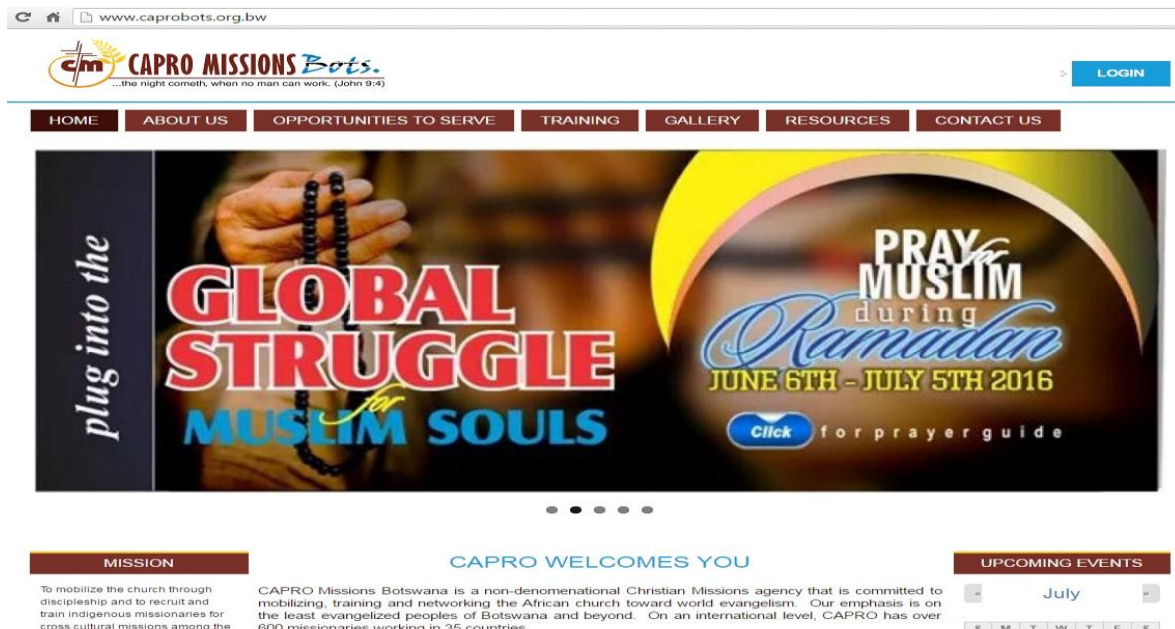 www.caprobots.org.bw
cm CAPRO MISSIONS Bots.
...the night cometh, when no man can work. (John 9:4)
LOGIN
HOME ABOUT US OPPORTUNITIES TO SERVE TRAINING GALLERY RESOURCES CONTACT US
plug into the
GLOBAL
STRUGGLE
for
MUSLIM SOULS
PRAY for
MUSLIM
during
Ramadan
JUNE 6TH - JULY 5TH 2016
Click for prayer guide
MISSION
To mobilize the church through
discipleship and to recruit and
train indigenous missionaries for
cross cultural missions among the
CAPRO WELCOMES YOU
CAPRO Missions Botswana is a non-denomenational Christian Missions agency that is committed to
mobilizing, training and networking the African church toward world evangelism. Our emphasis is on
the least evangelized peoples of Botswana and beyond. On an international level, CAPRO has over
600 missionaries working in 35 countries
UPCOMING EVENTS
« July »
S M T W T F S